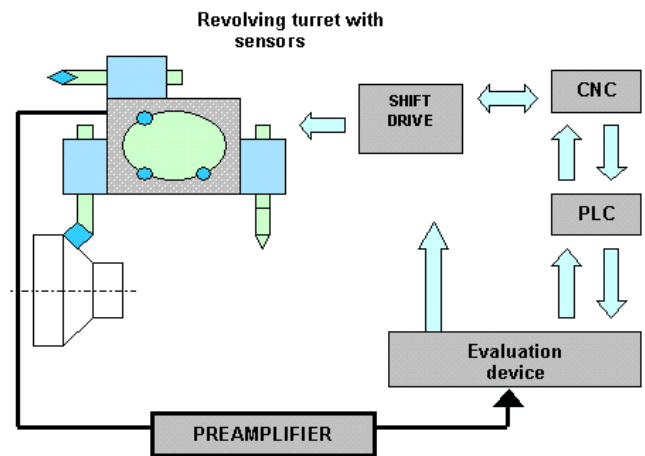 Revolving turret with
sensors
SHIFT
DRIVE
CNC
PLC
Evaluation
device
PREAMPLIFIER